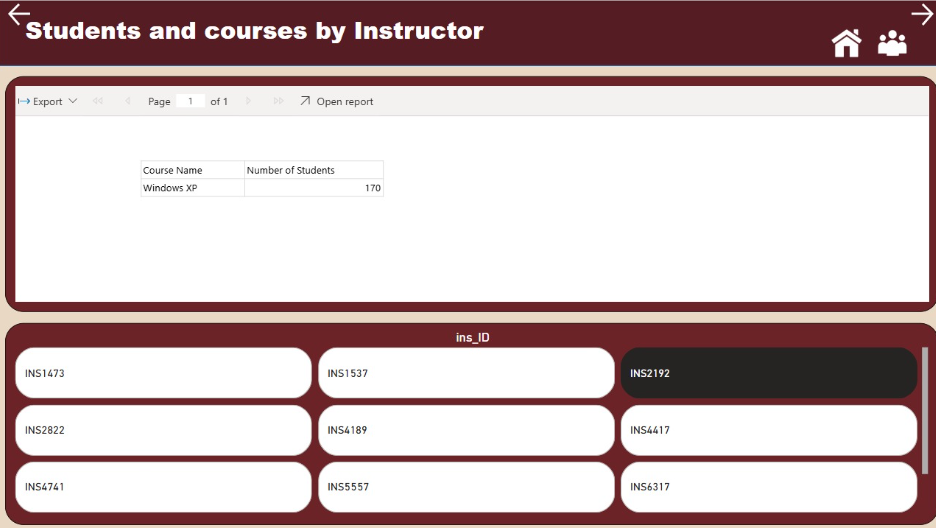 Students and courses by Instructor
Export Page 1 of 1 Open report
Course Name Number of Students
Windows XP 170
ins_ID
INS1473 INS1537 INS2192
INS2822 INS4189 INS4417
INS4741 INS5557 INS6317